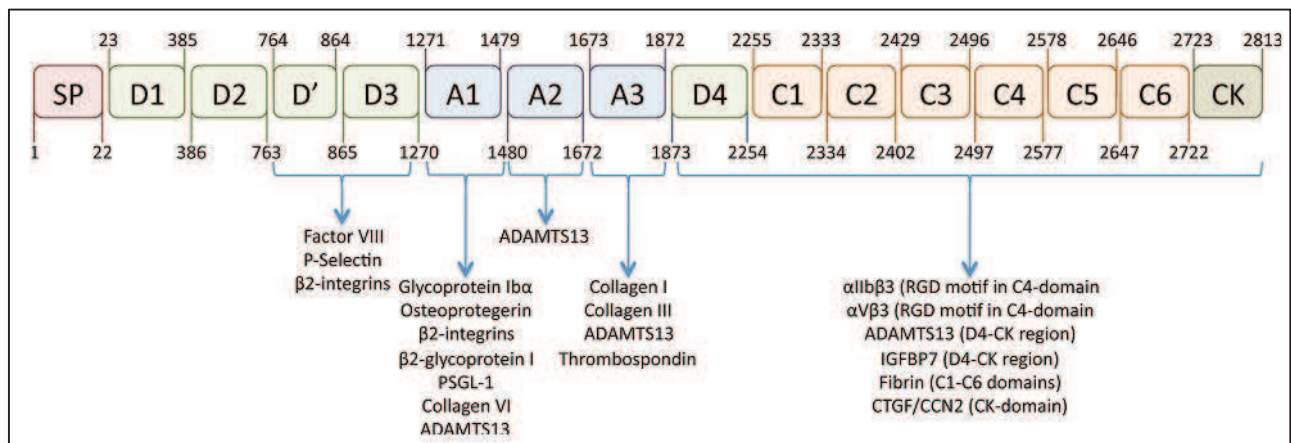 23 385 764 864 1271 1479 1673 1872 2255 2333 2429 2496 2578 2646 2723 2813
SP D1 D2 D' D3 A1 A2 A3 D4 C1 C2 C3 C4 C5 C6 CK
1 22 386 763 865 1270 1480 1672 1873 2254 2334 2402 2497 2577 2647 2722
Factor VIII
P-Selectin
β2-integrins
Glycoprotein Ibα
Osteoprotegerin
β2-integrins
β2-glycoprotein I
PSGL-1
Collagen VI
ADAMTS13
ADAMTS13
Collagen I
Collagen III
ADAMTS13
Thrombospondin
αIIbβ3 (RGD motif in C4-domain
αVβ3 (RGD motif in C4-domain
ADAMTS13 (D4-CK region)
IGFBP7 (D4-CK region)
Fibrin (C1-C6 domains)
CTGF/CCN2 (CK-domain)